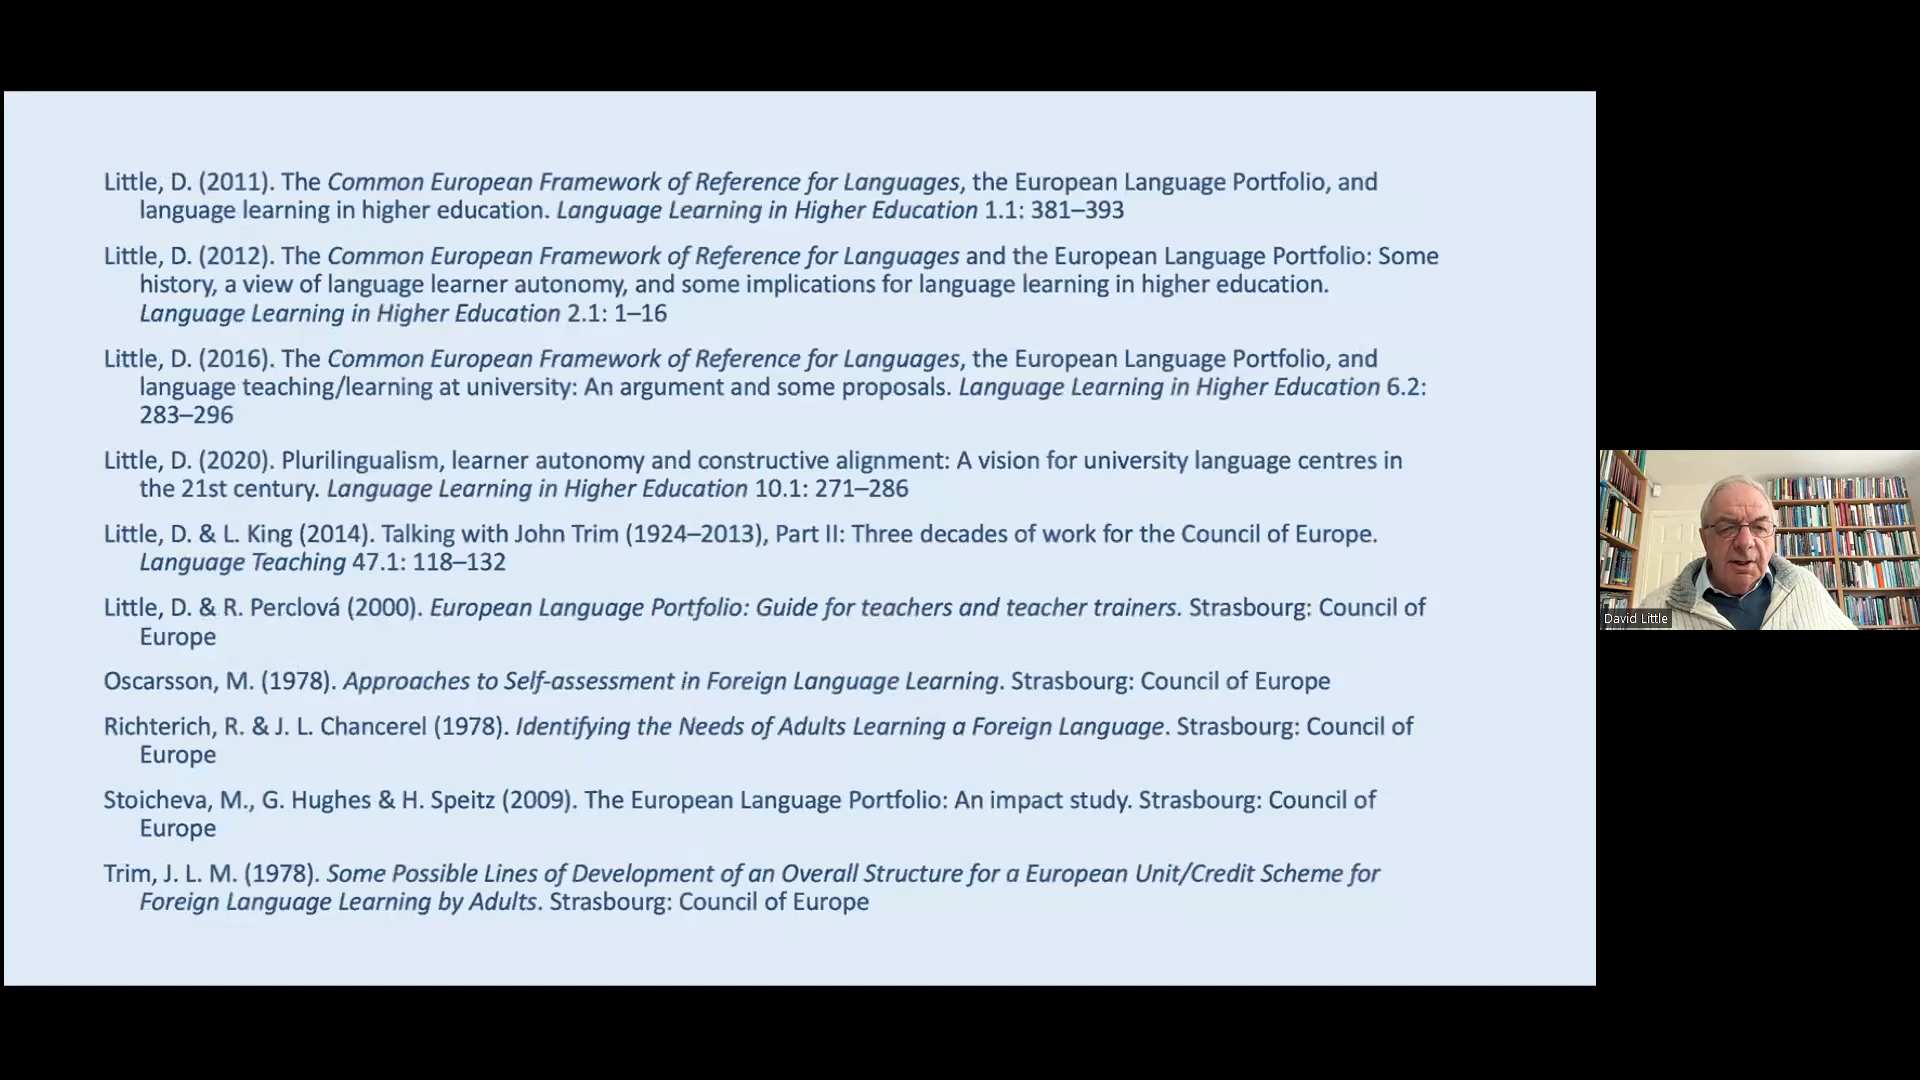 Little, D. (2011). The Common European Framework of Reference for Languages, the European Language Portfolio, and
language learning in higher education. Language Learning in Higher Education 1.1: 381–393
Little, D. (2012). The Common European Framework of Reference for Languages and the European Language Portfolio: Some
history, a view of language learner autonomy, and some implications for language learning in higher education.
Language Learning in Higher Education 2.1: 1–16
Little, D. (2016). The Common European Framework of Reference for Languages, the European Language Portfolio, and
language teaching/learning at university: An argument and some proposals. Language Learning in Higher Education 6.2:
283–296
Little, D. (2020). Plurilingualism, learner autonomy and constructive alignment: A vision for university language centres in
the 21st century. Language Learning in Higher Education 10.1: 271–286
Little, D. & L. King (2014). Talking with John Trim (1924–2013), Part II: Three decades of work for the Council of Europe.
Language Teaching 47.1: 118–132
Little, D. & R. Perclová (2000). European Language Portfolio: Guide for teachers and teacher trainers. Strasbourg: Council of
Europe
Oscarsson, M. (1978). Approaches to Self-assessment in Foreign Language Learning. Strasbourg: Council of Europe
Richterich, R. & J. L. Chancerel (1978). Identifying the Needs of Adults Learning a Foreign Language. Strasbourg: Council of
Europe
Stoicheva, M., G. Hughes & H. Speitz (2009). The European Language Portfolio: An impact study. Strasbourg: Council of
Europe
Trim, J. L. M. (1978). Some Possible Lines of Development of an Overall Structure for a European Unit/Credit Scheme for
Foreign Language Learning by Adults. Strasbourg: Council of Europe
David Little